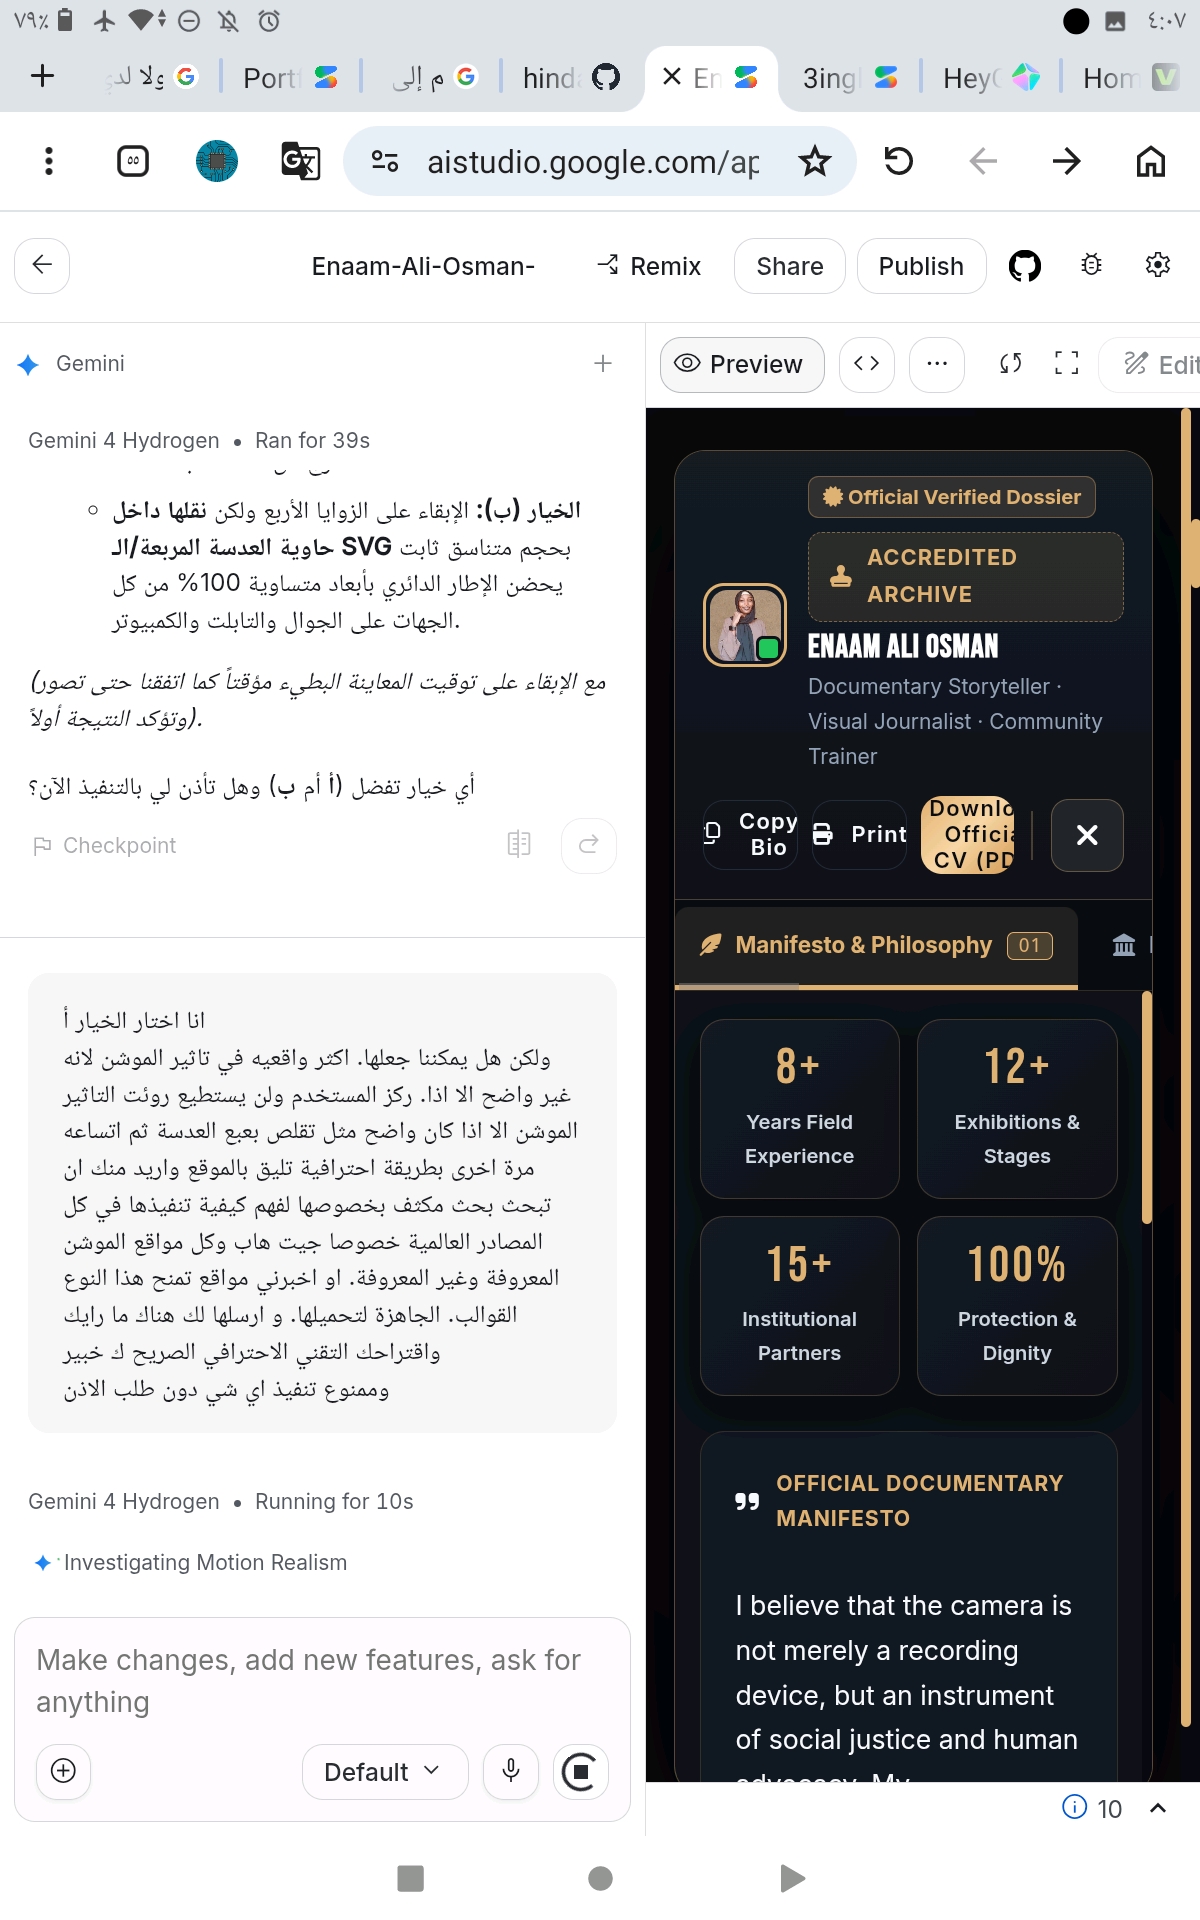 ٧٩٪
٤:٠٧
ولا
Port
م إلى
hind
En
3ing
Hey
Hom
aistudio.google.com/ap
Enaam-Ali-Osman-
Remix
Share
Publish
Gemini
Gemini 4 Hydrogen • Ran for 39s
الخيار (ب): الإبقاء على الزوايا الأربع ولكن نقلها داخل
حاوية العدسة المربعة/الـ SVG بحجم متناسق ثابت
يحضن الإطار الدائري بأبعاد متساوية 100% من كل
الجهات على الجوال والتابلت والكمبيوتر.
(مع الإبقاء على توقيت المعاينة البطيء مؤقتاً كما اتفقنا حتى تصور
وتؤكد النتيجة أولاً).
أي خيار تفضل (أ أم ب) وهل تأذن لي بالتنفيذ الآن؟
Checkpoint
انا اختار الخيار أ
ولكن هل يمكننا جعلها. اكثر واقعيه في تاثير الموشن لانه
غير واضح الا اذا. ركز المستخدم ولن يستطيع روئت التاثير
الموشن الا اذا كان واضح مثل تقلص بعبع العدسة ثم اتساعه
مرة اخرى بطريقة احترافية تليق بالموقع واريد منك ان
تبحث بحث مكثف بخصوصها لفهم كيفية تنفيذها في كل
المصادر العالمية خصوصا جيت هاب وكل مواقع الموشن
المعروفة وغير المعروفة. او اخبرني مواقع تمنح هذا النوع
القوالب. الجاهزة لتحميلها. و ارسلها لك هناك ما رايك
واقتراحك التقني الاحترافي الصريح ك خبير
وممنوع تنفيذ اي شي دون طلب الاذن
Gemini 4 Hydrogen • Running for 10s
Investigating Motion Realism
Make changes, add new features, ask for
anything
Default
Preview
Edit
Official Verified Dossier
ACCREDITED
ARCHIVE
ENAAM ALI OSMAN
Documentary Storyteller ·
Visual Journalist · Community
Trainer
Copy
Bio
Print
Downlo
Officia
CV (PD
Manifesto & Philosophy 01
8+
Years Field
Experience
12+
Exhibitions &
Stages
15+
Institutional
Partners
100%
Protection &
Dignity
OFFICIAL DOCUMENTARY
MANIFESTO
I believe that the camera is
not merely a recording
device, but an instrument
of social justice and human
advocacy. My
10